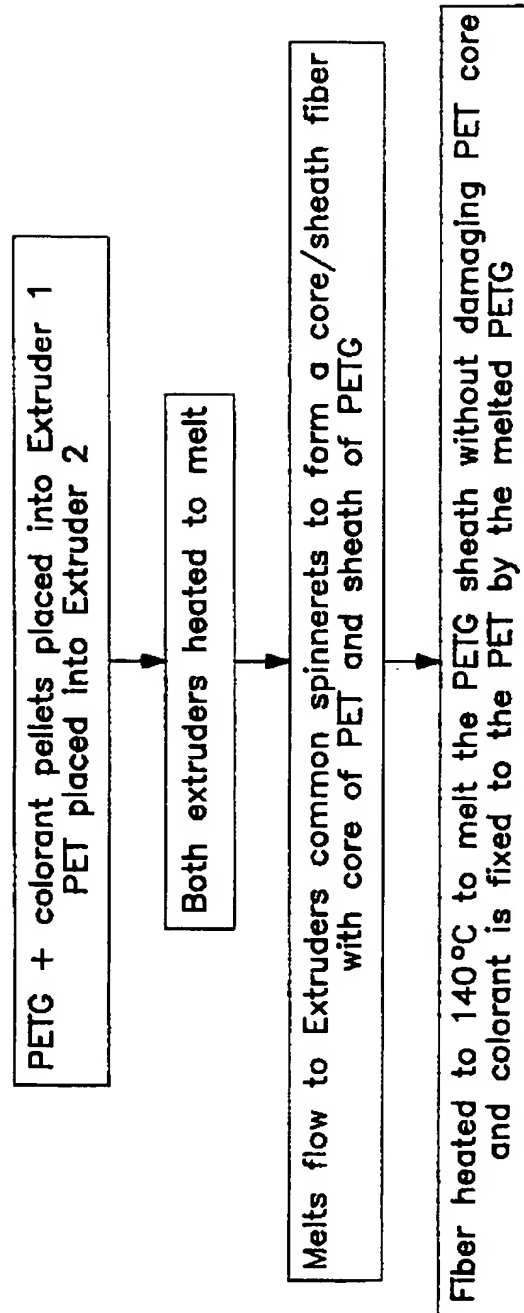 PETG + colorant pellets placed into Extruder 1
PET placed into Extruder 2
Both extruders heated to melt
Melts flow to Extruders common spinnerets to form a core/sheath fiber
with core of PET and sheath of PETG
Fiber heated to 140°C to melt the PETG sheath without damaging PET core
and colorant is fixed to the PET by the melted PETG